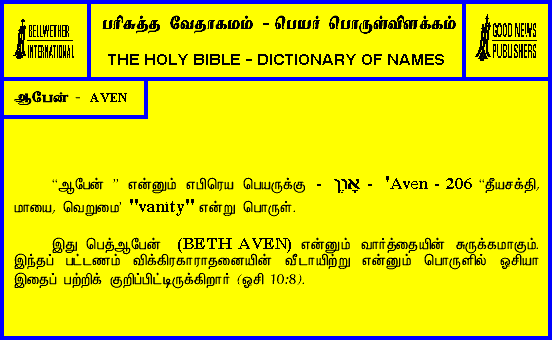 BELLWETHER
INTERNATIONAL
பரிசுத்த வேதாகமம் - பெயர் பொருள்விளக்கம்
THE HOLY BIBLE - DICTIONARY OF NAMES
GOOD NEWS
PUBLISHERS
ஆபேன் - AVEN
“ஆபேன் ” என்னும் எபிரெய பெயருக்கு - אָוֶן - 'Aven - 206 “தீயசக்தி,
மாயை, வெறுமை' "vanity" என்று பொருள்.
இது பெத்ஆபேன் (BETH AVEN) என்னும் வார்த்தையின் சுருக்கமாகும்.
இந்தப் பட்டணம் விக்கிரகாராதனையின் வீடாயிற்று என்னும் பொருளில் ஒசியா
இதைப் பற்றிக் குறிப்பிட்டிருக்கிறார் (ஒசி 10:8).